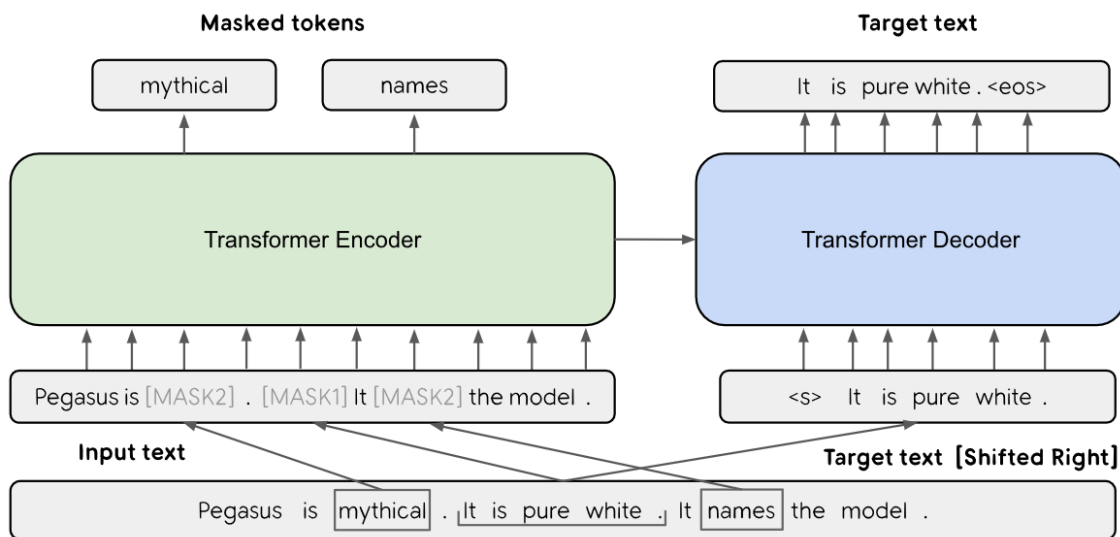 Masked tokens
Target text
mythical
names
It is pure white . <eos>
Transformer Encoder
Transformer Decoder
Pegasus is [MASK2] . [MASK1] It [MASK2] the model .
<s> It is pure white .
Input text
Target text [Shifted Right]
Pegasus is mythical . It is pure white . It names the model .